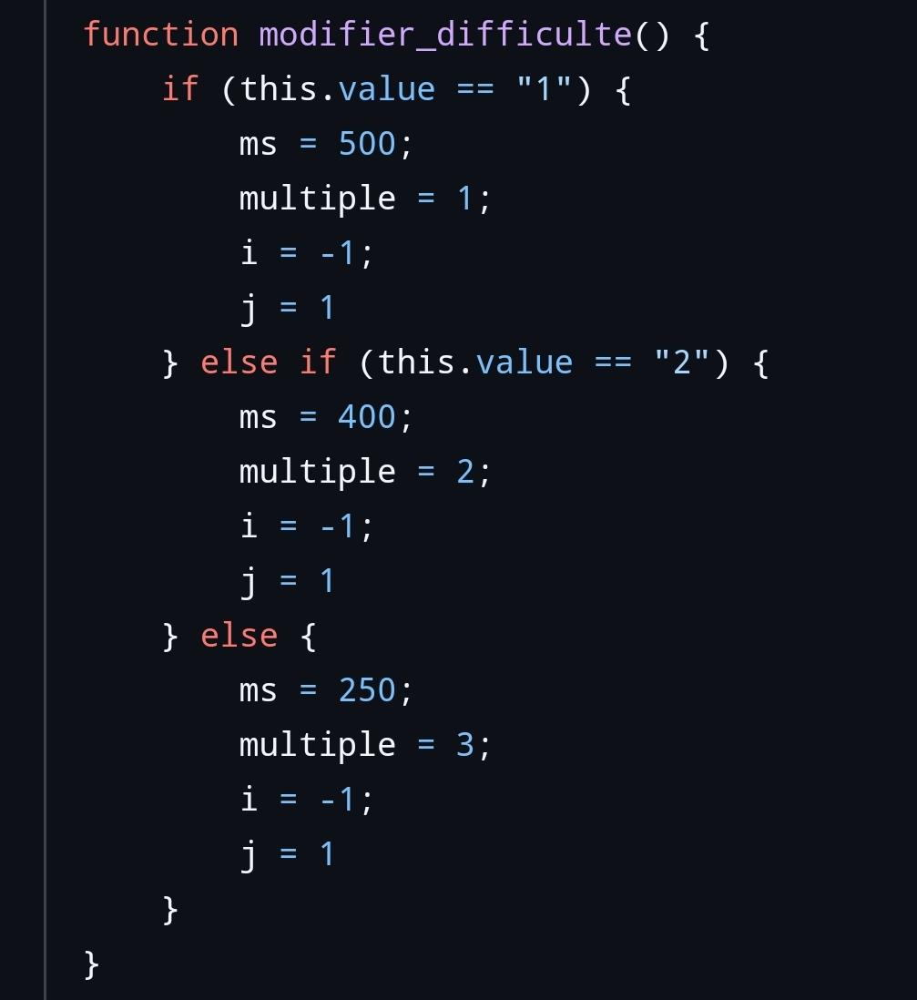 function modifier_difficulte() {
    if (this.value == "1") {
        ms = 500;
        multiple = 1;
        i = -1;
        j = 1
    } else if (this.value == "2") {
        ms = 400;
        multiple = 2;
        i = -1;
        j = 1
    } else {
        ms = 250;
        multiple = 3;
        i = -1;
        j = 1
    }
}